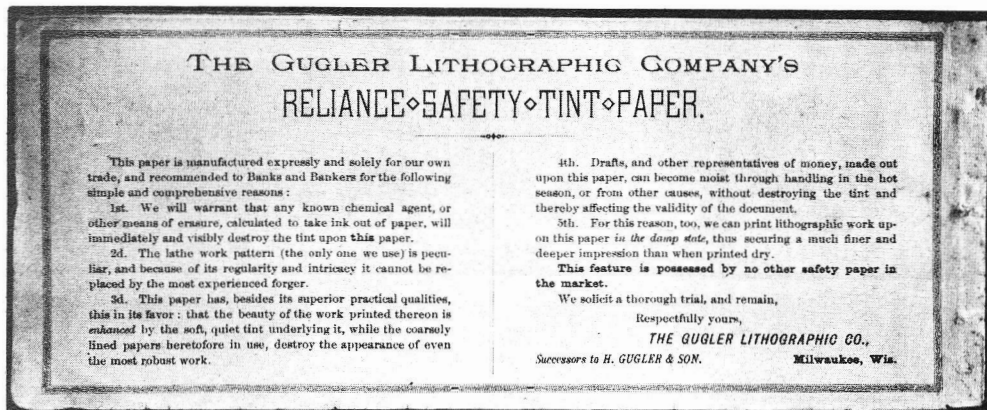 THE GUGLER LITHOGRAPHIC COMPANY'S
RELIANCE⋄SAFETY⋄TINT⋄PAPER.
This paper is manufactured expressly and solely for our own
trade, and recommended to Banks and Bankers for the following
simple and comprehensive reasons :
1st. We will warrant that any known chemical agent, or
other means of erasure, calculated to take ink out of paper, will
immediately and visibly destroy the tint upon this paper.
2d. The lathe work pattern (the only one we use) is pecu-
liar, and because of its regularity and intricacy it cannot be re-
placed by the most experienced forger.
3d. This paper has, besides its superior practical qualities,
this in its favor : that the beauty of the work printed thereon is
enhanced by the soft, quiet tint underlying it, while the coarsely
lined papers heretofore in use, destroy the appearance of even
the most robust work.
4th. Drafts, and other representatives of money, made out
upon this paper, can become moist through handling in the hot
season, or from other causes, without destroying the tint and
thereby affecting the validity of the document.
5th. For this reason, too, we can print lithographic work up-
on this paper in the damp state, thus securing a much finer and
deeper impression than when printed dry.
This feature is possessed by no other safety paper in
the market.
We solicit a thorough trial, and remain,
Respectfully yours,
THE GUGLER LITHOGRAPHIC CO.,
Successors to H. GUGLER & SON. Milwaukee, Wis.